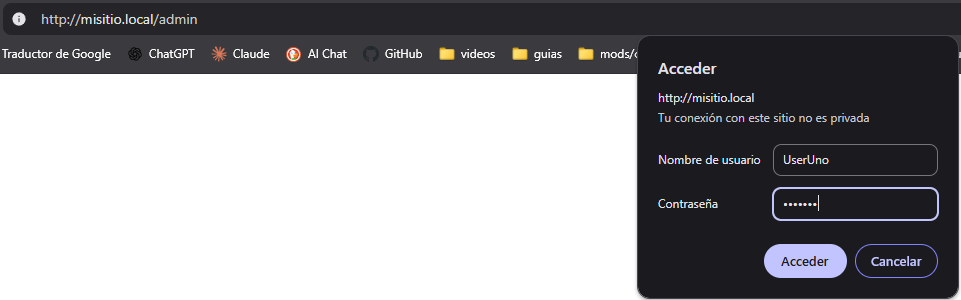 http://misitio.local/admin
Traductor de Google ChatGPT Claude AI Chat GitHub videos guias mods/
Acceder
http://misitio.local
Tu conexión con este sitio no es privada
Nombre de usuario UserUno
Contraseña •••••••
Acceder Cancelar